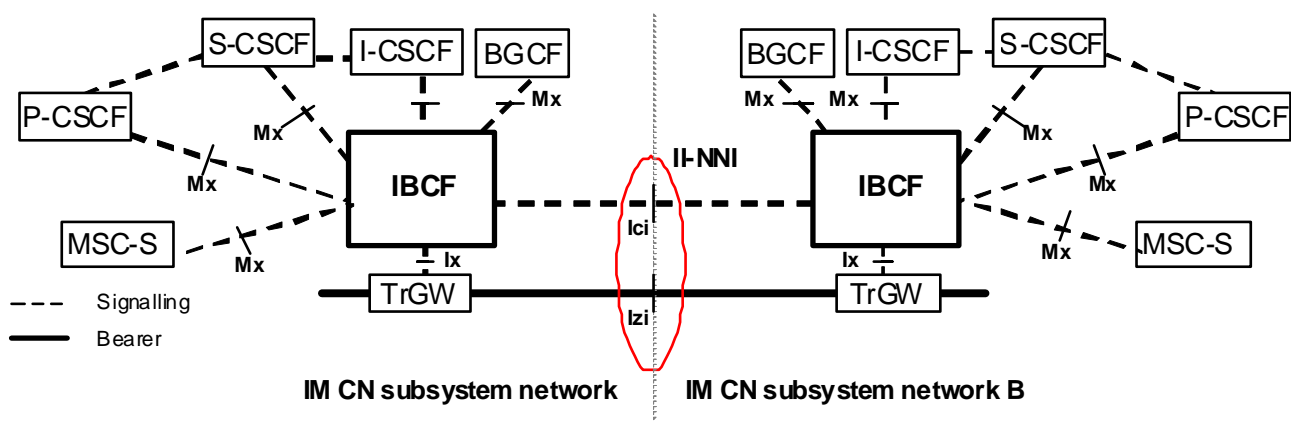 S-CSCF
I-CSCF
BGCF
BGCF
I-CSCF
S-CSCF
P-CSCF
P-CSCF
Mx
Mx
Mx
Mx
Mx
II-NNI
IBCF
IBCF
Mx
Mx
MSC-S
Ici
MSC-S
Mx
Ix
Ix
Mx
TrGW
TrGW
Signalling
Izi
Bearer
IM CN subsystem network
IM CN subsystem network B